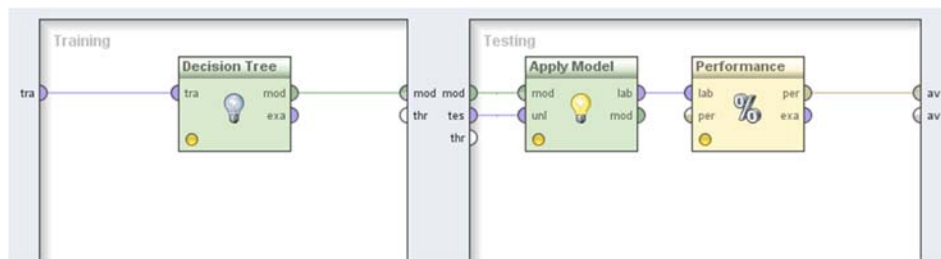 Training
Testing
Decision Tree
Apply Model
Performance
tra
tra
mod
mod
mod
mod
lab
lab
per
av
exa
thr
tes
unl
mod
per
exa
av
thr
%